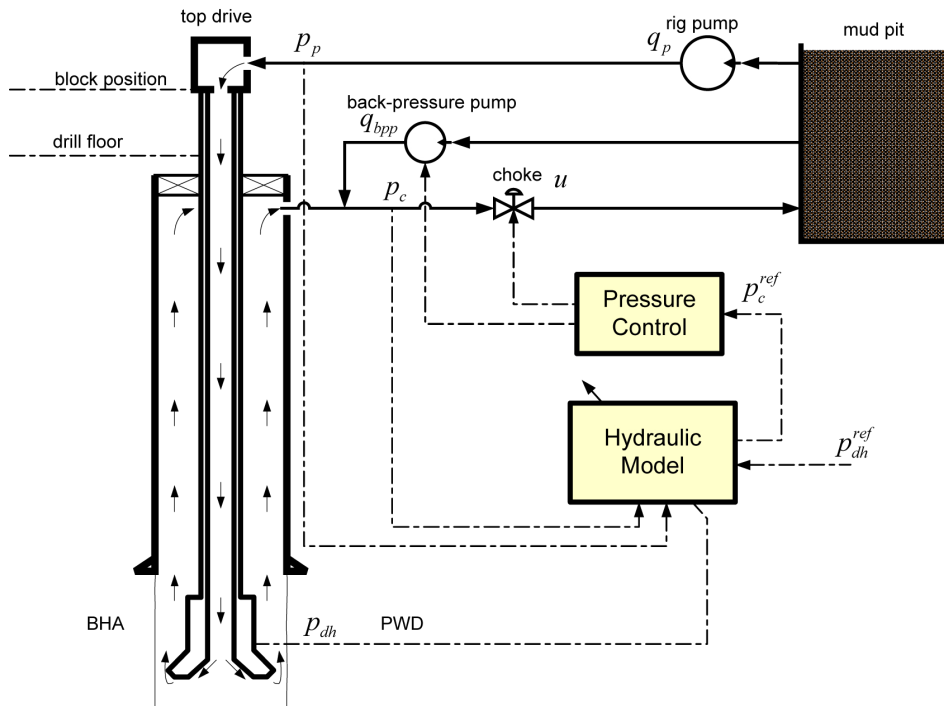 top drive
rig pump
mud pit
p_p
q_p
block position
back-pressure pump
q_bpp
drill floor
choke
u
p_c
Pressure
Control
p_c^ref
Hydraulic
Model
p_dh^ref
BHA
p_dh
PWD